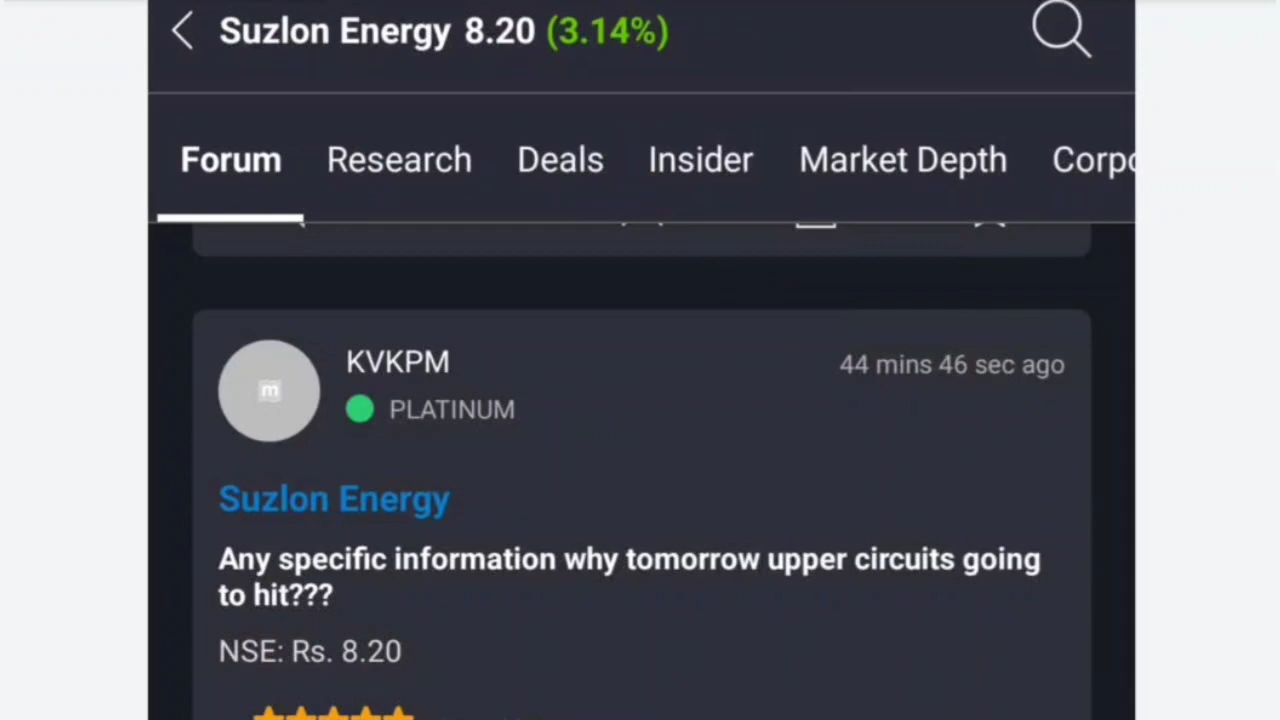 Suzlon Energy 8.20 (3.14%)
Forum Research Deals Insider Market Depth Corpo
m
KVKPM
44 mins 46 sec ago
PLATINUM
Suzlon Energy
Any specific information why tomorrow upper circuits going
to hit???
NSE: Rs. 8.20